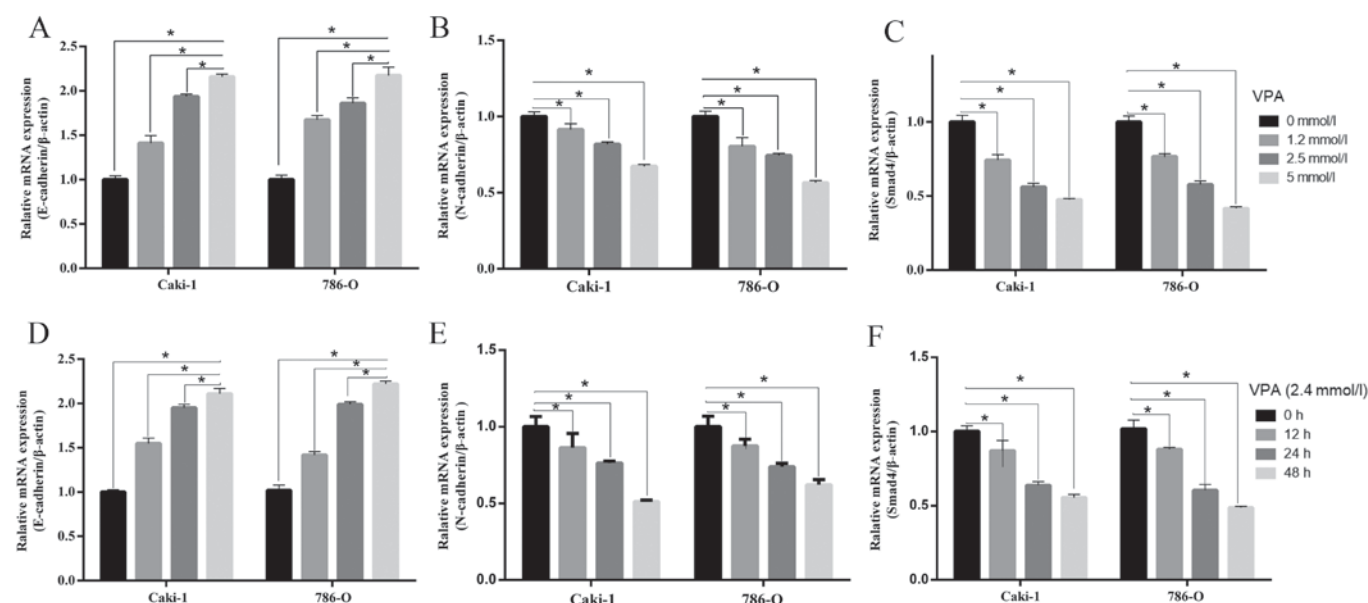 A
Ralative mRNA expression
(E-cadherin/β-actin)
2.5
2.0
1.5
1.0
0.5
0.0
* * * * * *
Caki-1 786-O
B
Ralative mRNA expression
(N-cadherin/β-actin)
1.5
1.0
0.5
0.0
* * * * * *
Caki-1 786-O
C
Ralative mRNA expression
(Smad4/β-actin)
1.5
1.0
0.5
0.0
* * * * * *
Caki-1 786-O
VPA
0 mmol/l
1.2 mmol/l
2.5 mmol/l
5 mmol/l
D
Ralative mRNA expression
(E-cadherin/β-actin)
2.5
2.0
1.5
1.0
0.5
0.0
* * * * * *
Caki-1 786-O
E
Ralative mRNA expression
(N-cadherin/β-actin)
1.5
1.0
0.5
0.0
* * * * * *
Caki-1 786-O
F
Ralative mRNA expression
(Smad4/β-actin)
1.5
1.0
0.5
0.0
* * * * * *
Caki-1 786-O
VPA (2.4 mmol/l)
0 h
12 h
24 h
48 h